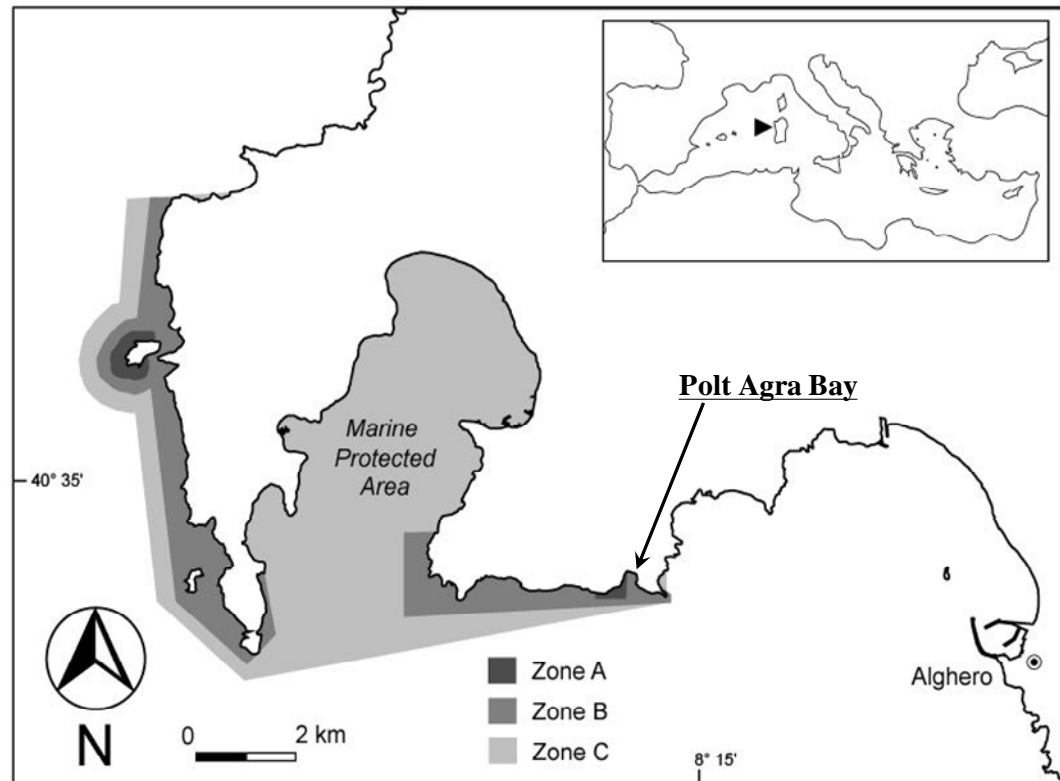 Polt Agra Bay
Marine
Protected
Area
40° 35'
Alghero
Zone A
Zone B
Zone C
N
0 2 km
8° 15'